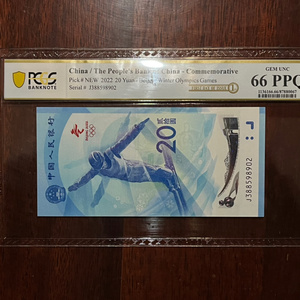 PCGS
BANKNOTE
China / The People's Bank of China - Commemorative
Pick# NEW 2022 20 Yuan - Winter Olympics Games
Serial # J388598902
GEM UNC
66 PPQ
中国人民银行
20
贰拾圆
J388598902